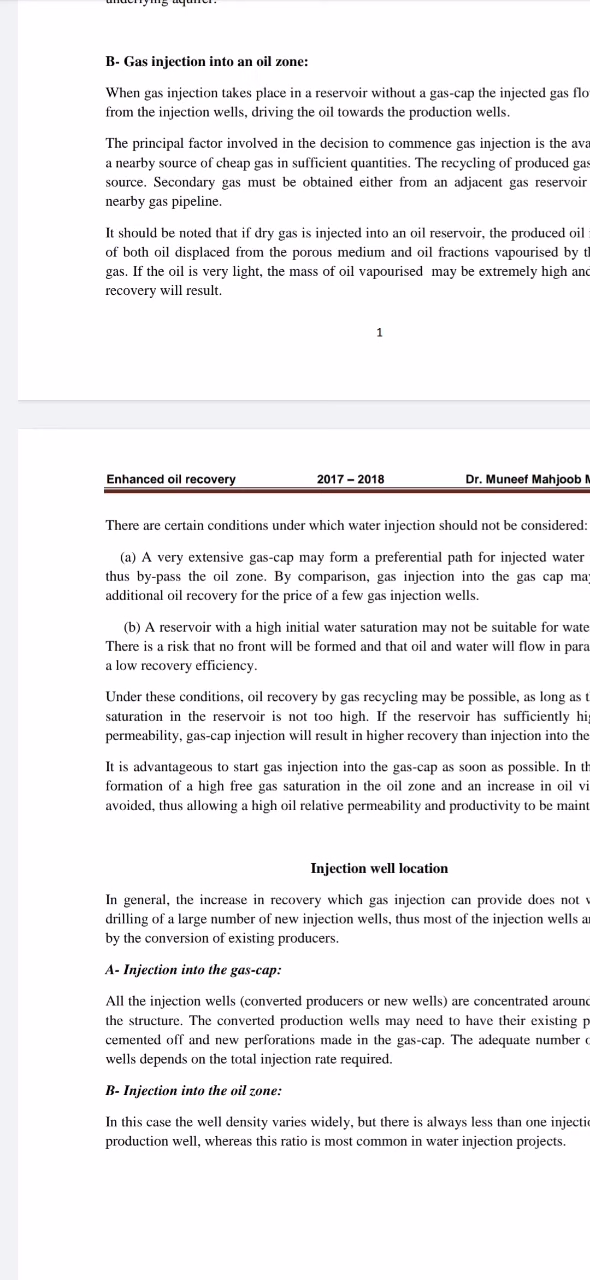 B- Gas injection into an oil zone:
When gas injection takes place in a reservoir without a gas-cap the injected gas
from the injection wells, driving the oil towards the production wells.
The principal factor involved in the decision to commence gas injection is the
a nearby source of cheap gas in sufficient quantities. The recycling of produced gas
source. Secondary gas must be obtained either from an adjacent gas reservoir
nearby gas pipeline.
It should be noted that if dry gas is injected into an oil reservoir, the produced oil
of both oil displaced from the porous medium and oil fractions vapourised by
gas. If the oil is very light, the mass of oil vapourised may be extremely high and
recovery will result.
1
Enhanced oil recovery 2017 – 2018 Dr. Muneef Mahjoob
There are certain conditions under which water injection should not be considered:
(a) A very extensive gas-cap may form a preferential path for injected water
thus by-pass the oil zone. By comparison, gas injection into the gas cap
additional oil recovery for the price of a few gas injection wells.
(b) A reservoir with a high initial water saturation may not be suitable for
There is a risk that no front will be formed and that oil and water will flow in
a low recovery efficiency.
Under these conditions, oil recovery by gas recycling may be possible, as long as
saturation in the reservoir is not too high. If the reservoir has sufficiently
permeability, gas-cap injection will result in higher recovery than injection into the
It is advantageous to start gas injection into the gas-cap as soon as possible. In
formation of a high free gas saturation in the oil zone and an increase in oil
avoided, thus allowing a high oil relative permeability and productivity to be
Injection well location
In general, the increase in recovery which gas injection can provide does not
drilling of a large number of new injection wells, thus most of the injection wells
by the conversion of existing producers.
A- Injection into the gas-cap:
All the injection wells (converted producers or new wells) are concentrated around
the structure. The converted production wells may need to have their existing
cemented off and new perforations made in the gas-cap. The adequate number
wells depends on the total injection rate required.
B- Injection into the oil zone:
In this case the well density varies widely, but there is always less than one
production well, whereas this ratio is most common in water injection projects.